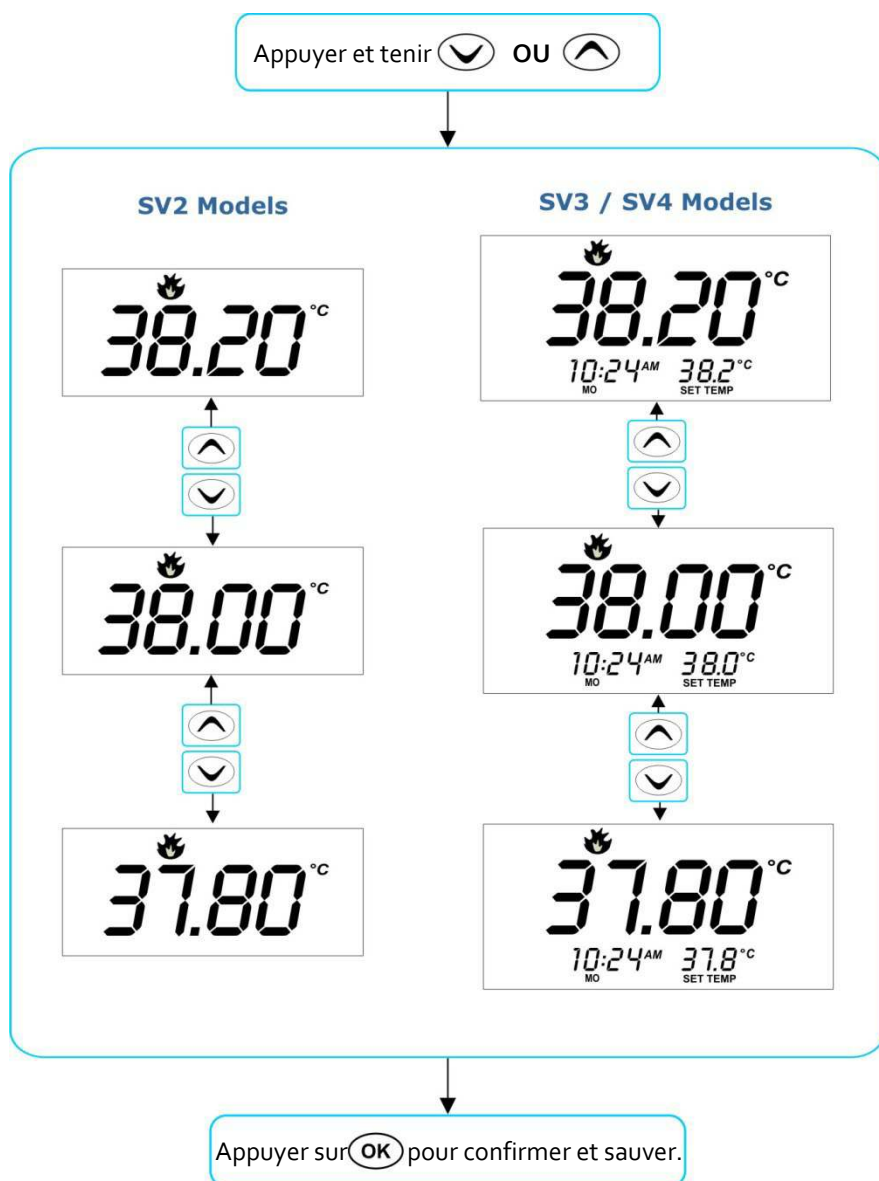 Appuyer et tenir OU
SV2 Models
38.20°C
38.00°C
37.80°C
SV3 / SV4 Models
38.20°C
10:24AM 38.2°C
MO SET TEMP
38.00°C
10:24AM 38.0°C
MO SET TEMP
37.80°C
10:24AM 37.8°C
MO SET TEMP
Appuyer sur OK pour confirmer et sauver.